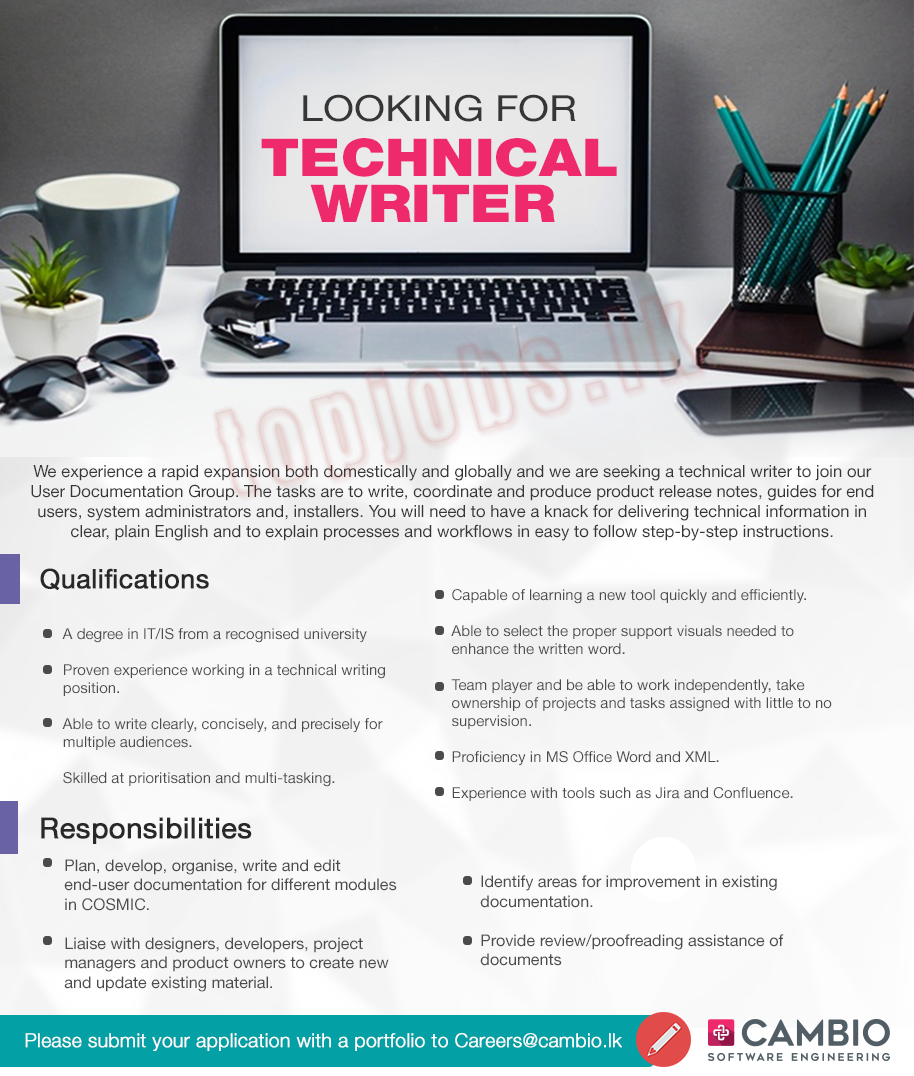 LOOKING FOR
TECHNICAL
WRITER
topjobs.lk
We experience a rapid expansion both domestically and globally and we are seeking a technical writer to join our
User Documentation Group. The tasks are to write, coordinate and produce product release notes, guides for end
users, system administrators and, installers. You will need to have a knack for delivering technical information in
clear, plain English and to explain processes and workflows in easy to follow step-by-step instructions.
Qualifications
A degree in IT/IS from a recognised university
Proven experience working in a technical writing
position.
Able to write clearly, concisely, and precisely for
multiple audiences.
Skilled at prioritisation and multi-tasking.
Capable of learning a new tool quickly and efficiently.
Able to select the proper support visuals needed to
enhance the written word.
Team player and be able to work independently, take
ownership of projects and tasks assigned with little to no
supervision.
Proficiency in MS Office Word and XML.
Experience with tools such as Jira and Confluence.
Responsibilities
Plan, develop, organise, write and edit
end-user documentation for different modules
in COSMIC.
Liaise with designers, developers, project
managers and product owners to create new
and update existing material.
Identify areas for improvement in existing
documentation.
Provide review/proofreading assistance of
documents
Please submit your application with a portfolio to Careers@cambio.lk
CAMBIO
SOFTWARE ENGINEERING